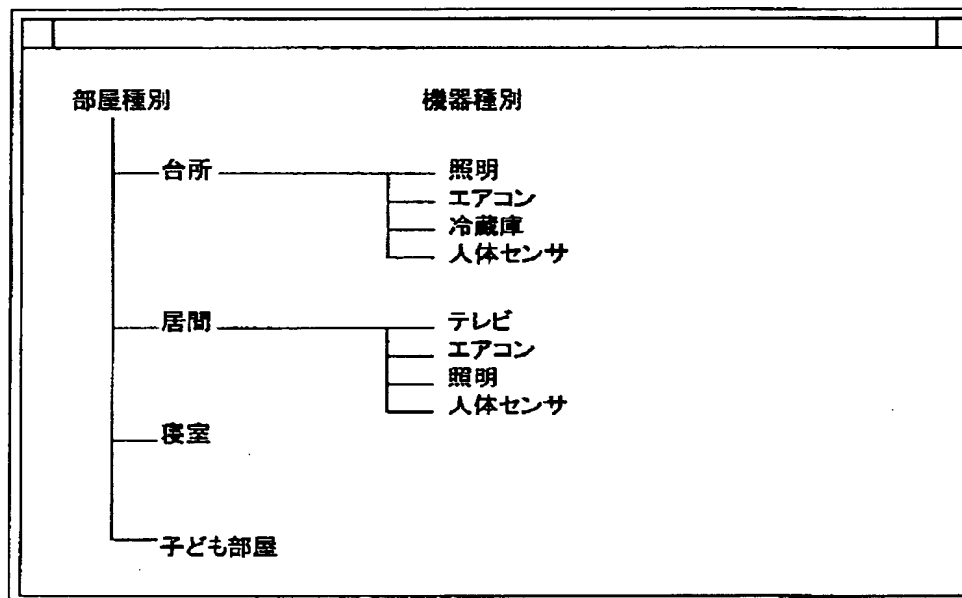 部屋種別 機器種別
台所 照明
エアコン
冷蔵庫
人体センサ
居間 テレビ
エアコン
照明
人体センサ
寝室
子ども部屋